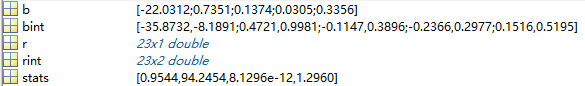 b [-22.0312;0.7351;0.1374;0.0305;0.3356]
bint [-35.8732,-8.1891;0.4721,0.9981;-0.1147,0.3896;-0.2366,0.2977;0.1516,0.5195]
r 23x1 double
rint 23x2 double
stats [0.9544,94.2454,8.1296e-12,1.2960]